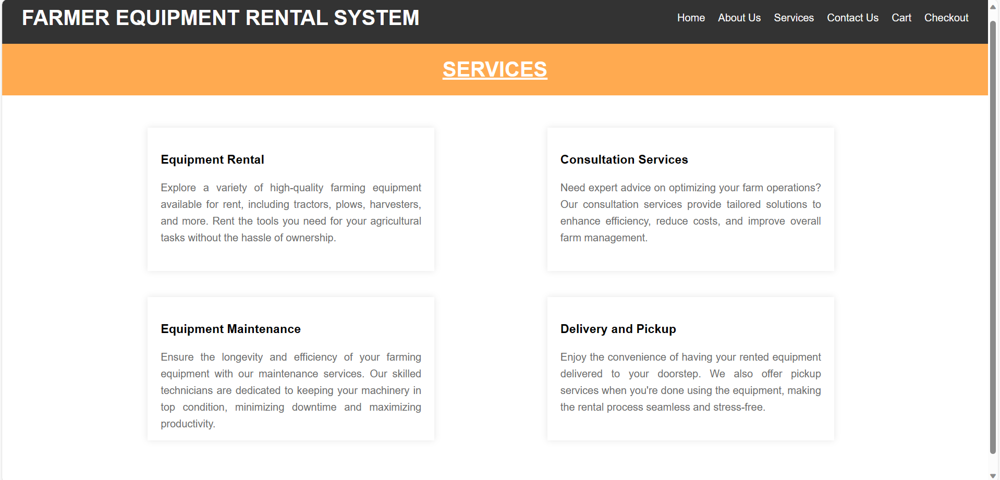 FARMER EQUIPMENT RENTAL SYSTEM
Home About Us Services Contact Us Cart Checkout
SERVICES
Equipment Rental
Explore a variety of high-quality farming equipment
available for rent, including tractors, plows, harvesters,
and more. Rent the tools you need for your agricultural
tasks without the hassle of ownership.
Consultation Services
Need expert advice on optimizing your farm operations?
Our consultation services provide tailored solutions to
enhance efficiency, reduce costs, and improve overall
farm management.
Equipment Maintenance
Ensure the longevity and efficiency of your farming
equipment with our maintenance services. Our skilled
technicians are dedicated to keeping your machinery in
top condition, minimizing downtime and maximizing
productivity.
Delivery and Pickup
Enjoy the convenience of having your rented equipment
delivered to your doorstep. We also offer pickup
services when you're done using the equipment, making
the rental process seamless and stress-free.